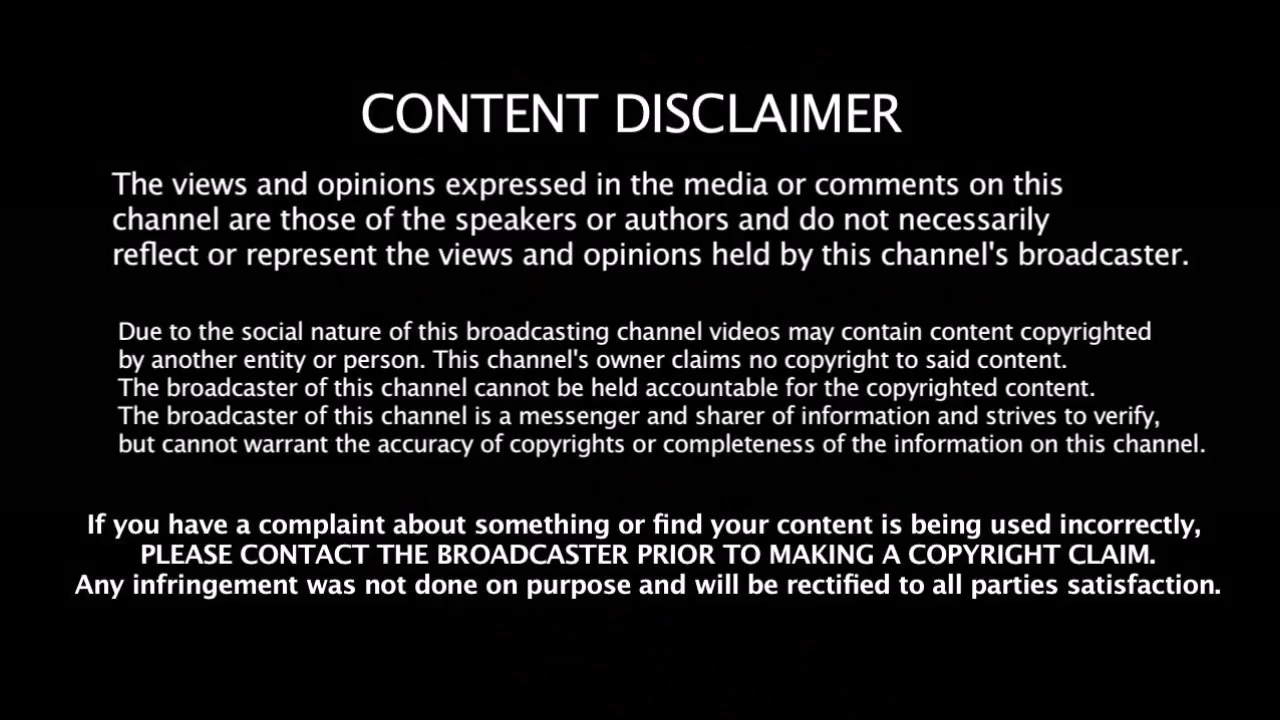 CONTENT DISCLAIMER
The views and opinions expressed in the media or comments on this
channel are those of the speakers or authors and do not necessarily
reflect or represent the views and opinions held by this channel's broadcaster.
Due to the social nature of this broadcasting channel videos may contain content copyrighted
by another entity or person. This channel's owner claims no copyright to said content.
The broadcaster of this channel cannot be held accountable for the copyrighted content.
The broadcaster of this channel is a messenger and sharer of information and strives to verify,
but cannot warrant the accuracy of copyrights or completeness of the information on this channel.
If you have a complaint about something or find your content is being used incorrectly,
PLEASE CONTACT THE BROADCASTER PRIOR TO MAKING A COPYRIGHT CLAIM.
Any infringement was not done on purpose and will be rectified to all parties satisfaction.